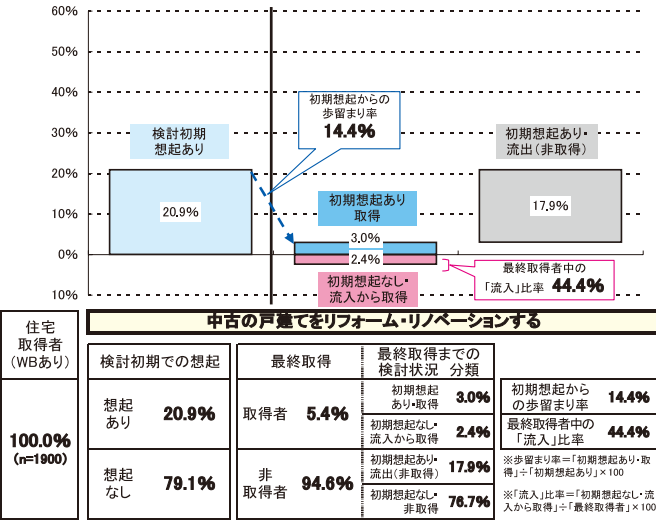 60%
50%
40%
30%
20%
10%
0%
10%
検討初期
想起あり
20.9%
初期想起からの
歩留まり率
14.4%
初期想起あり
取得
3.0%
2.4%
初期想起なし・
流入から取得
初期想起あり・
流出(非取得)
17.9%
最終取得者中の
「流入」比率 44.4%
住宅
取得者
(WBあり)
100.0%
(n=1900)
中古の戸建てをリフォーム・リノベーションする
検討初期での想起
想起
あり 20.9%
想起
なし 79.1%
最終取得
取得者 5.4%
非
取得者 94.6%
最終取得までの
検討状況 分類
初期想起
あり・取得 3.0%
初期想起なし・
流入から取得 2.4%
初期想起あり・
流出(非取得) 17.9%
初期想起なし・
非取得 76.7%
初期想起から
の歩留まり率 14.4%
最終取得者中の
「流入」比率 44.4%
※歩留まり率=「初期想起あり・取
得」÷「初期想起あり」×100
※「流入」比率=「初期想起なし・流
入から取得」÷「最終取得者」×100